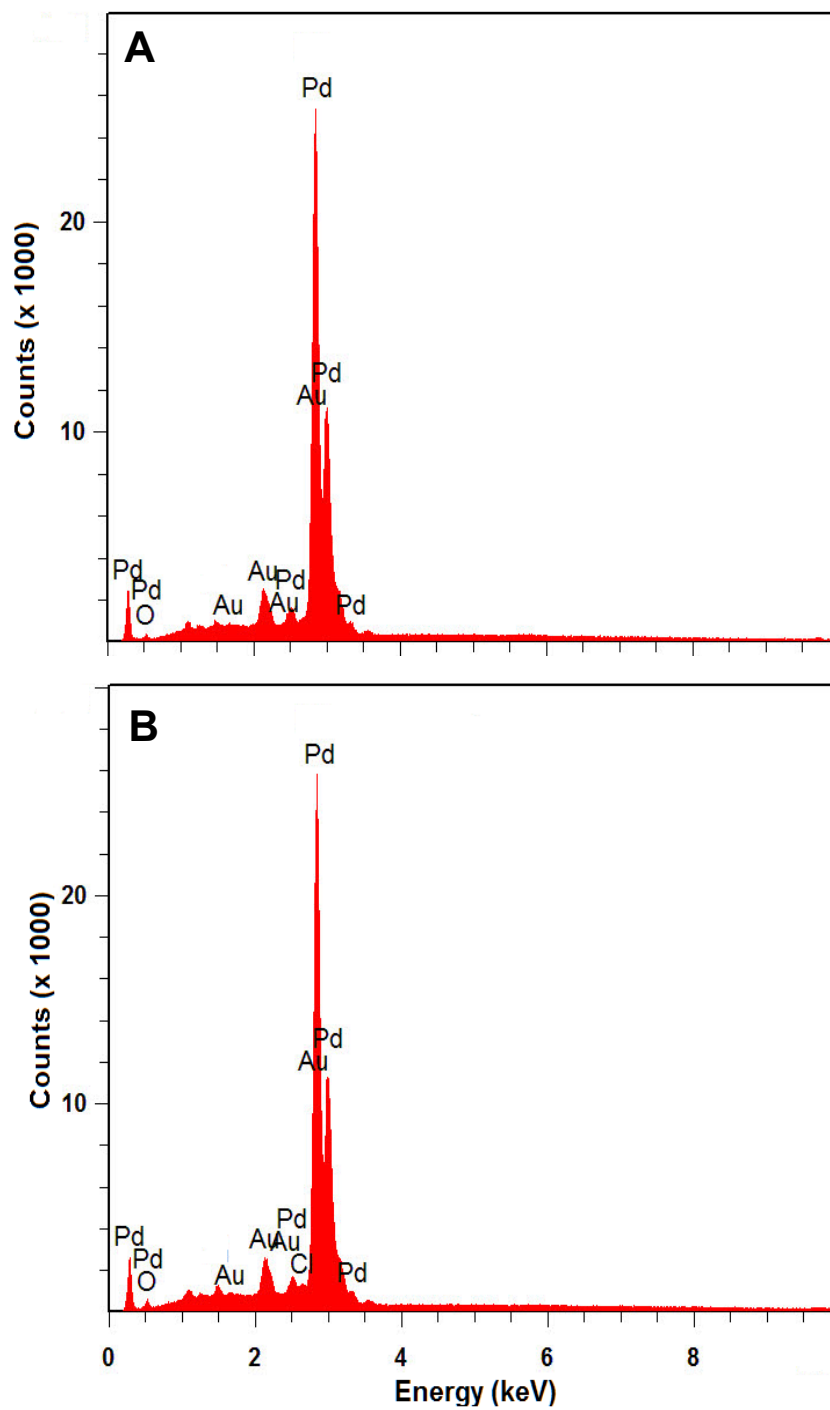 A
Pd
20
Counts (x 1000)
Pd
Au
10
Pd
Pd
O
Au
Au
Pd
Au
Pd
B
Pd
20
Counts (x 1000)
Pd
Au
10
Pd
Pd
O
Au
Au
Pd
Au
Cl
Pd
0 2 4 6 8
Energy (keV)